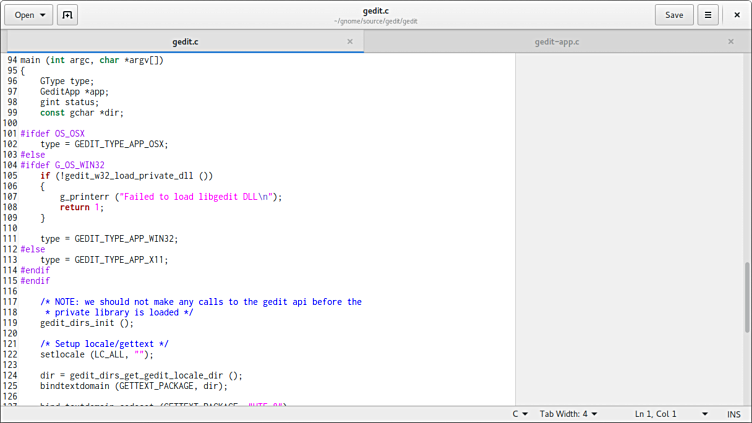 Open
gedit.c
~/gnome/source/gedit/gedit
Save
gedit.c
gedit-app.c
94 main (int argc, char *argv[])
95 {
96     GType type;
97     GeditApp *app;
98     gint status;
99     const gchar *dir;
100
101 #ifdef OS_OSX
102     type = GEDIT_TYPE_APP_OSX;
103 #else
104 #ifdef G_OS_WIN32
105     if (!gedit_w32_load_private_dll ())
106     {
107         g_printerr ("Failed to load libgedit DLL\n");
108         return 1;
109     }
110
111     type = GEDIT_TYPE_APP_WIN32;
112 #else
113     type = GEDIT_TYPE_APP_X11;
114 #endif
115 #endif
116
117     /* NOTE: we should not make any calls to the gedit api before the
118      * private library is loaded */
119     gedit_dirs_init ();
120
121     /* Setup locale/gettext */
122     setlocale (LC_ALL, "");
123
124     dir = gedit_dirs_get_gedit_locale_dir ();
125     bindtextdomain (GETTEXT_PACKAGE, dir);
126
C
Tab Width: 4
Ln 1, Col 1
INS